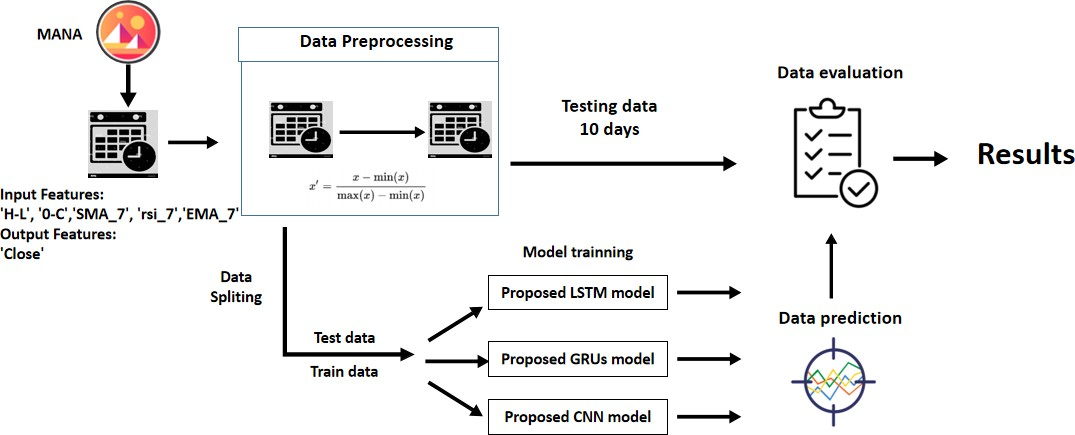 MANA
Data Preprocessing
x' = x − min(x) / max(x) − min(x)
Input Features:
'H-L', '0-C','SMA_7', 'rsi_7','EMA_7'
Output Features:
'Close'
Testing data
10 days
Data evaluation
Results
Data
Spliting
Test data
Train data
Model trainning
Proposed LSTM model
Proposed GRUs model
Proposed CNN model
Data prediction